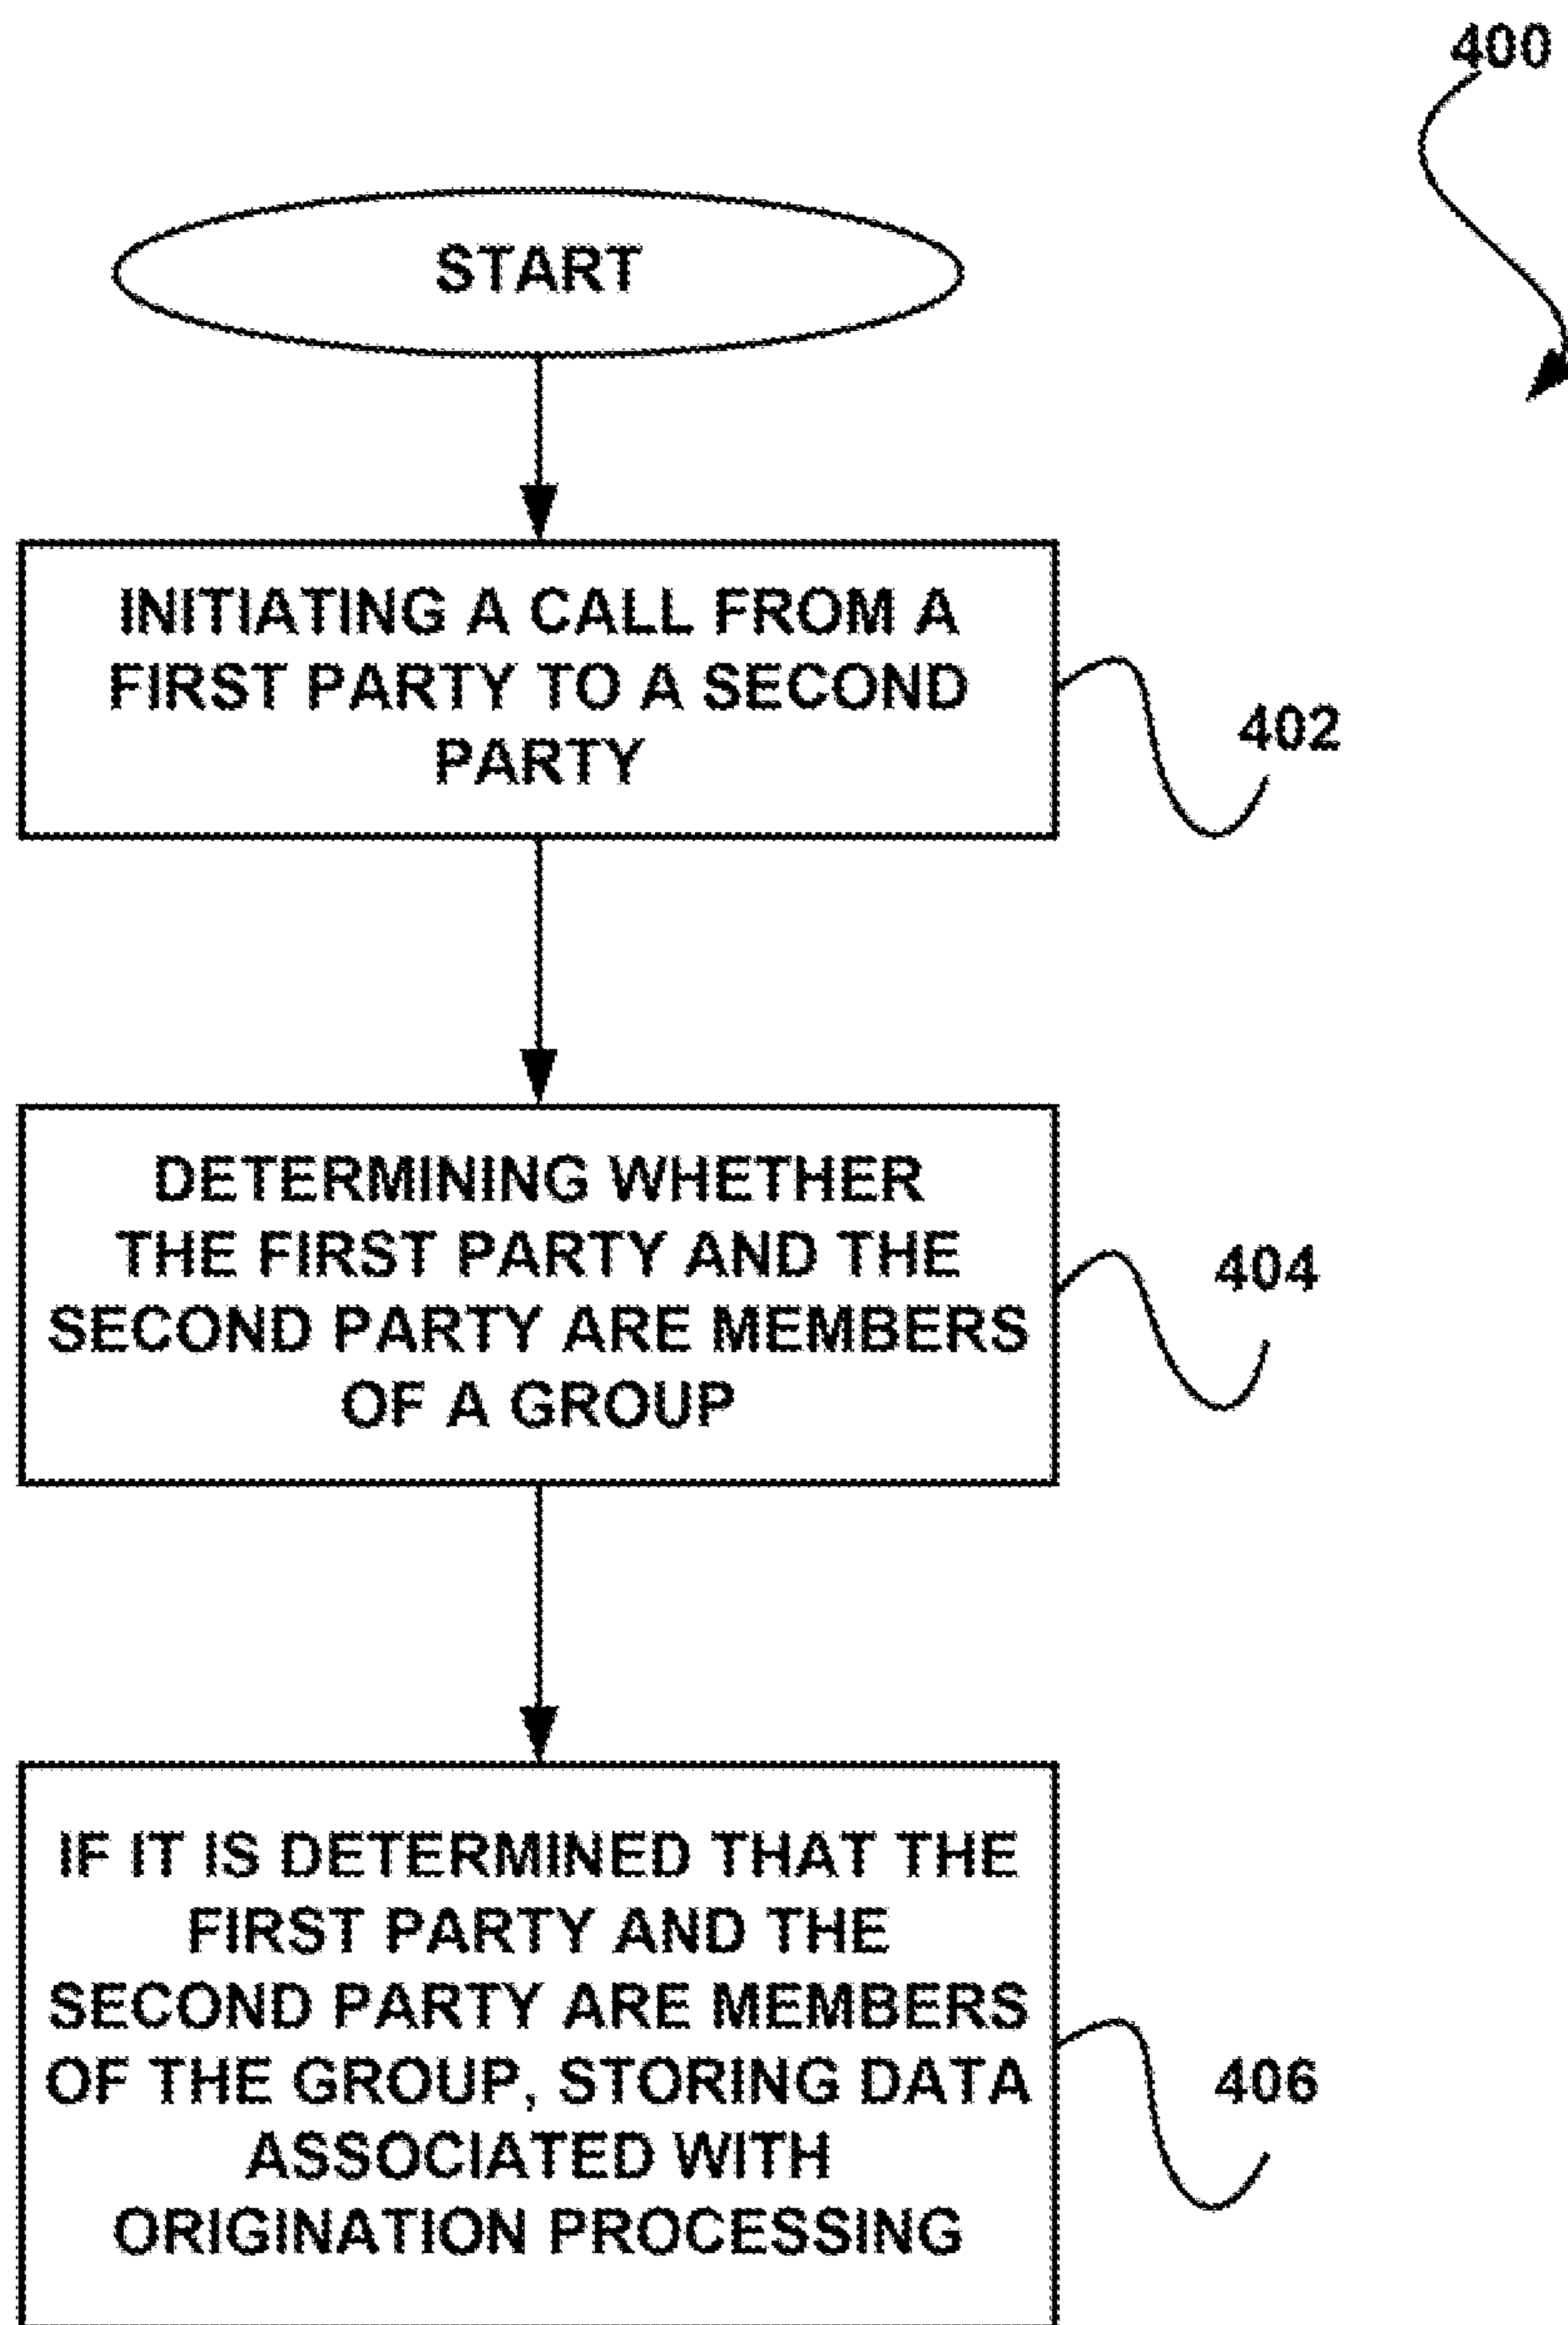 400
START
INITIATING A CALL FROM A
FIRST PARTY TO A SECOND
PARTY
402
DETERMINING WHETHER
THE FIRST PARTY AND THE
SECOND PARTY ARE MEMBERS
OF A GROUP
404
IF IT IS DETERMINED THAT THE
FIRST PARTY AND THE
SECOND PARTY ARE MEMBERS
OF THE GROUP, STORING DATA
ASSOCIATED WITH
ORIGINATION PROCESSING
406